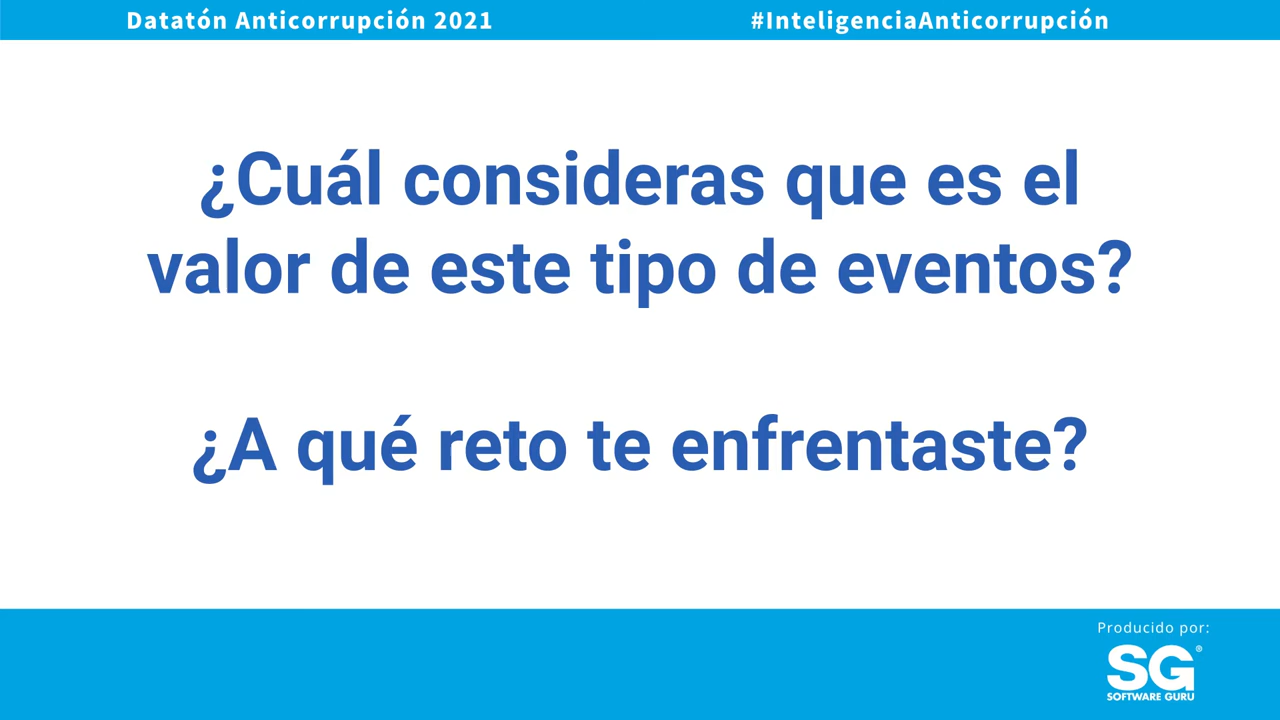 Datatón Anticorrupción 2021
#InteligenciaAnticorrupción
¿Cuál consideras que es el
valor de este tipo de eventos?
¿A qué reto te enfrentaste?
Producido por:
SG®
SOFTWARE GURU